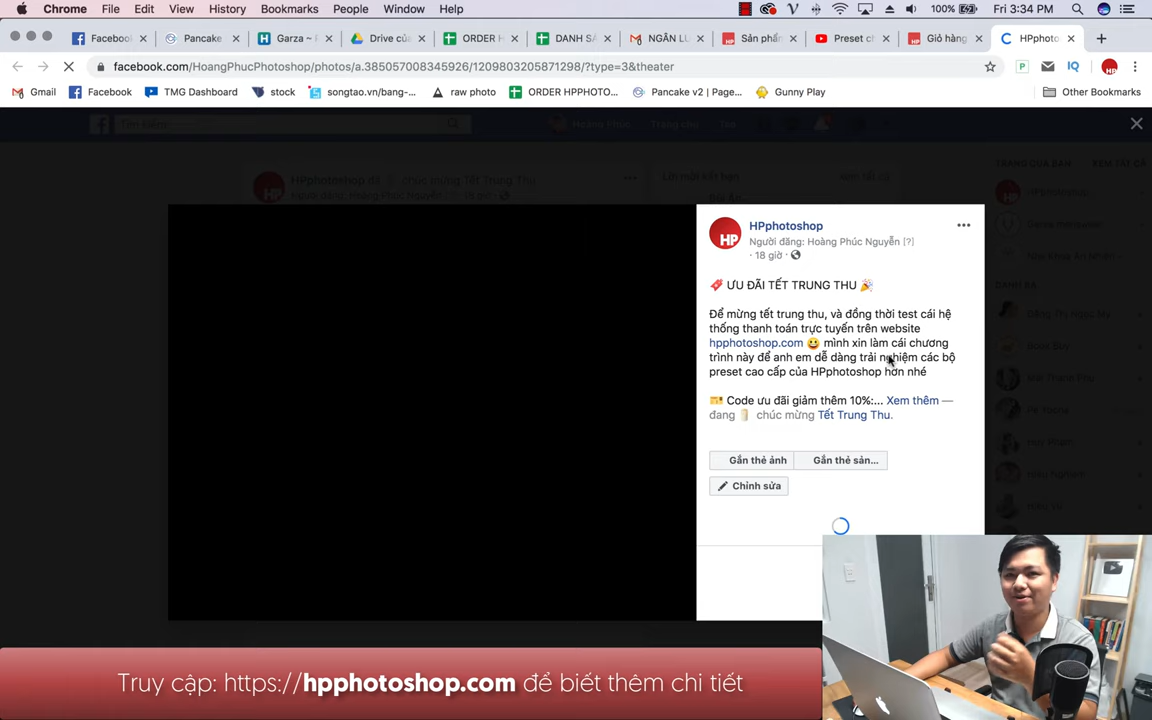 Chrome File Edit View History Bookmarks People Window Help 100% Fri 3:34 PM
Facebo Pancake Garza ~ Drive củ ORDER H DANH SÁ NGÂN LU Sản phẩ Preset ch Giỏ hàng HPphoto
facebook.com/HoangPhucPhotoshop/photos/a.385057008345926/1209803205871298/?type=3&theater
Gmail Facebook TMG Dashboard stock songtao.vn/bang-... raw photo ORDER HPPHOTO... Pancake v2 | Page... Gunny Play Other Bookmarks
HPphotoshop
Người đăng: Hoàng Phúc Nguyễn [?]
· 18 giờ ·
ƯU ĐÃI TẾT TRUNG THU
Để mừng tết trung thu, và đồng thời test cái hệ
thống thanh toán trực tuyến trên website
hpphotoshop.com mình xin làm cái chương
trình này để anh em dễ dàng trải nghiệm các bộ
preset cao cấp của HPphotoshop hơn nhé
Code ưu đãi giảm thêm 10%:... Xem thêm —
đang chúc mừng Tết Trung Thu.
Gắn thẻ ảnh Gắn thẻ sản...
Chỉnh sửa
Truy cập: https://hpphotoshop.com để biết thêm chi tiết